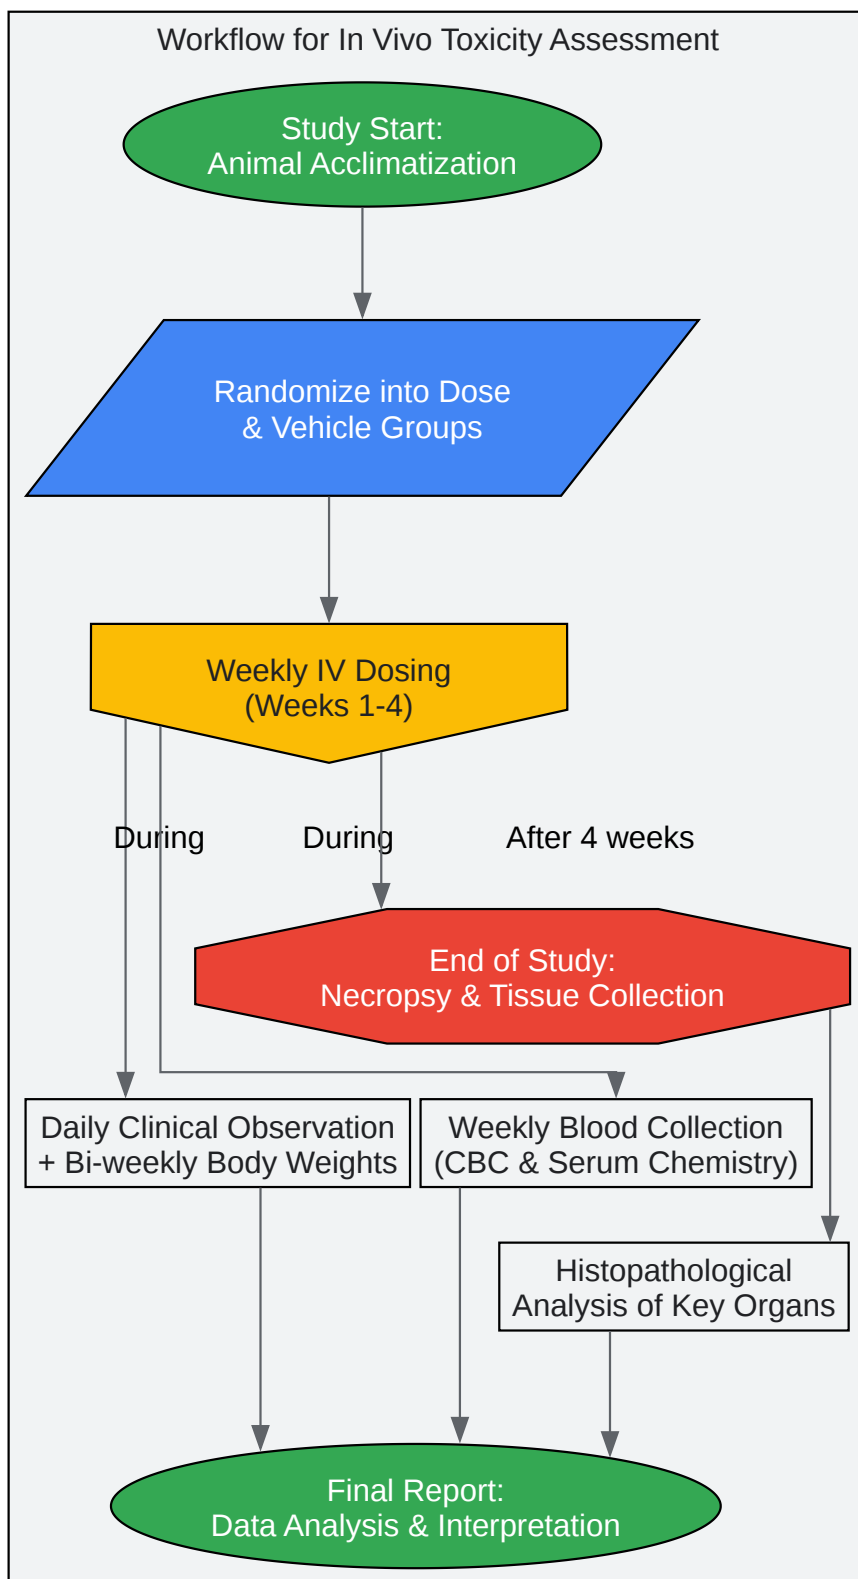 Workflow for In Vivo Toxicity Assessment
Study Start:
Animal Acclimatization
Randomize into Dose
& Vehicle Groups
Weekly IV Dosing
(Weeks 1-4)
During
During
After 4 weeks
End of Study:
Necropsy & Tissue Collection
Daily Clinical Observation
+ Bi-weekly Body Weights
Weekly Blood Collection
(CBC & Serum Chemistry)
Histopathological
Analysis of Key Organs
Final Report:
Data Analysis & Interpretation